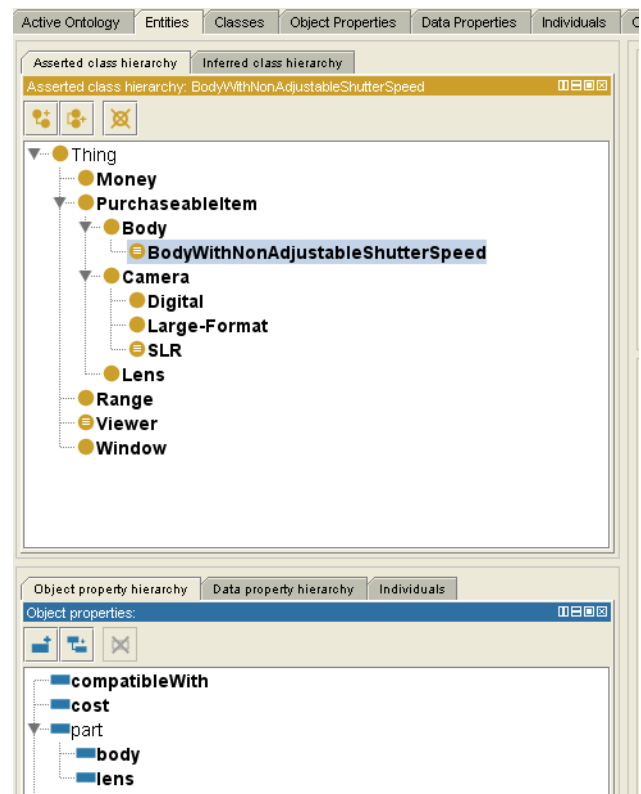 Active Ontology Entities Classes Object Properties Data Properties Individuals
Asserted class hierarchy Inferred class hierarchy
Asserted class hierarchy: BodyWithNonAdjustableShutterSpeed
Thing
Money
PurchaseableItem
Body
BodyWithNonAdjustableShutterSpeed
Camera
Digital
Large-Format
SLR
Lens
Range
Viewer
Window
Object property hierarchy Data property hierarchy Individuals
Object properties:
compatibleWith
cost
part
body
lens